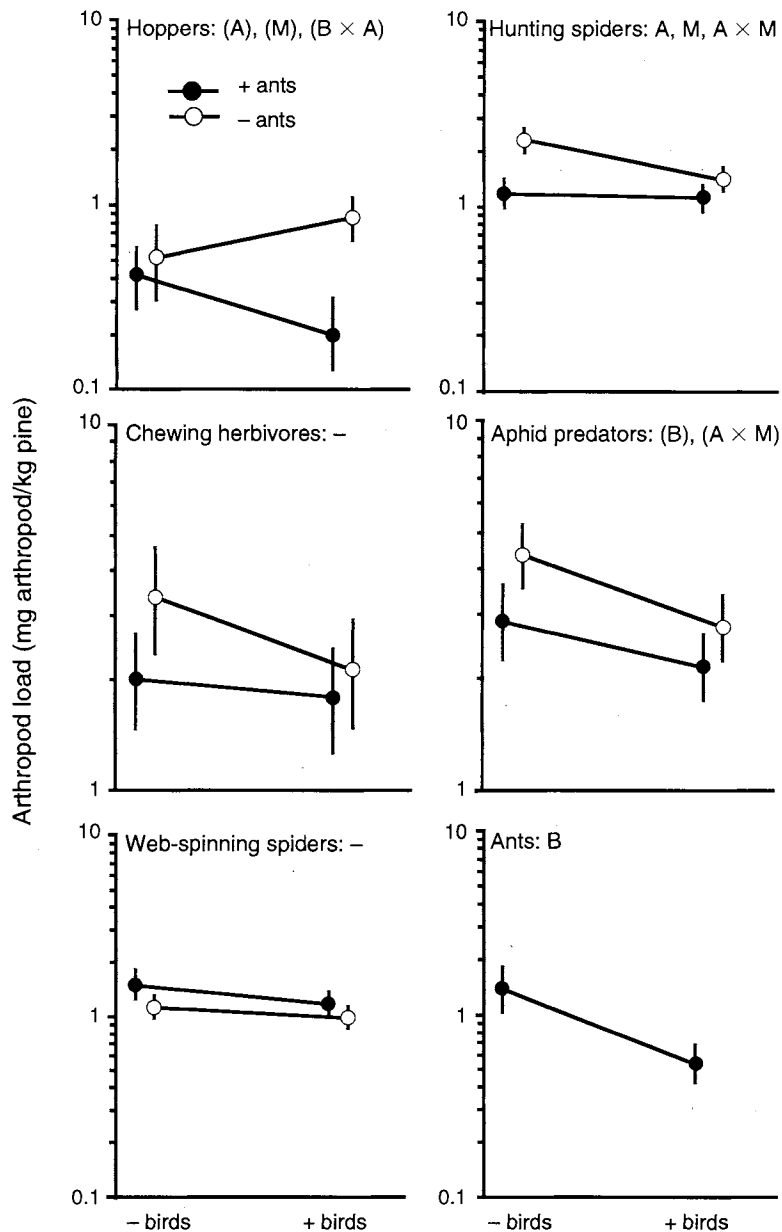 Arthropod load (mg arthropod/kg pine)
Hoppers: (A), (M), (B × A)
+ ants
– ants
10
1
0.1
Hunting spiders: A, M, A × M
10
1
0.1
Chewing herbivores: –
10
1
Aphid predators: (B), (A × M)
10
1
Web-spinning spiders: –
10
1
0.1
– birds
+ birds
Ants: B
10
1
0.1
– birds
+ birds